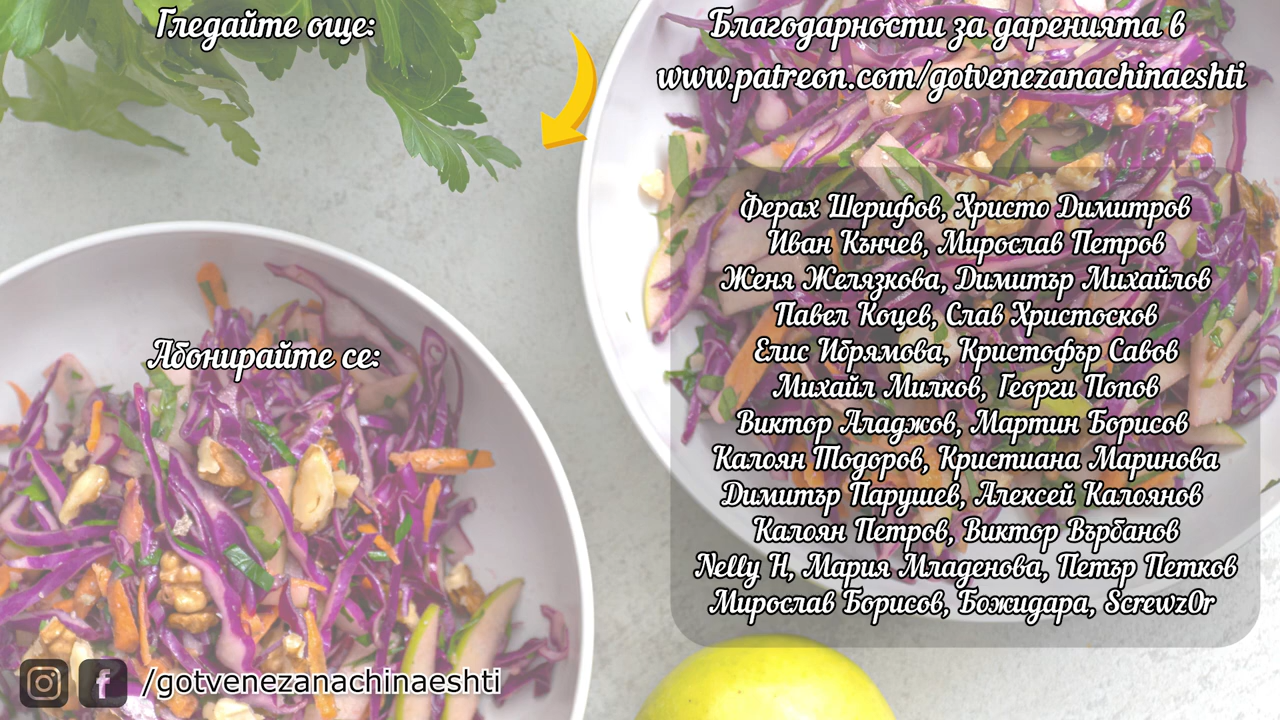 Гледайте още:
Абонирайте се:
/gotvenezanachinaeshti
Благодарности за даренията в
www.patreon.com/gotvenezanachinaeshti
Ферах Шерифов, Христо Димитров
Иван Кънчев, Мирослав Петров
Женя Желязкова, Димитър Михайлов
Павел Коцев, Слав Христосков
Елис Ибрямова, Кристофър Савов
Михаил Милков, Георги Попов
Виктор Аладжов, Мартин Борисов
Калоян Тодоров, Кристиана Маринова
Димитър Парушев, Алексей Калоянов
Калоян Петров, Виктор Върбанов
Nelly H, Мария Младенова, Петър Петков
Мирослав Борисов, Божидара, Screwz0r